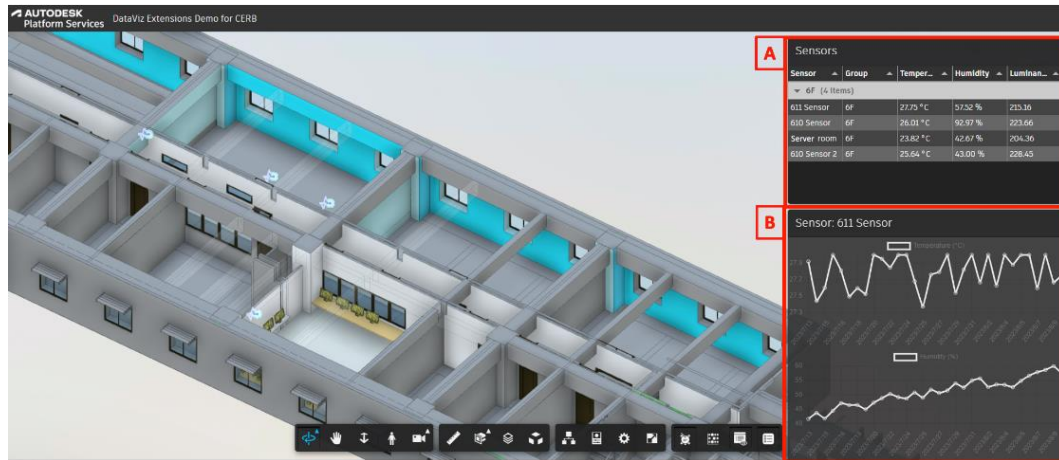 AUTODESK
Platform Services
DataViz Extensions Demo for CERB
A
Sensors
Sensor Group Temper... Humidity Luminan...
6F (4 items)
611 Sensor 6F 27.75 °C 57.52 % 215.16
610 Sensor 6F 26.01 °C 92.97 % 223.66
Server room 6F 23.82 °C 42.67 % 204.36
610 Sensor 2 6F 25.64 °C 43.00 % 228.45
B
Sensor: 611 Sensor
Temperature (°C)
Humidity (%)